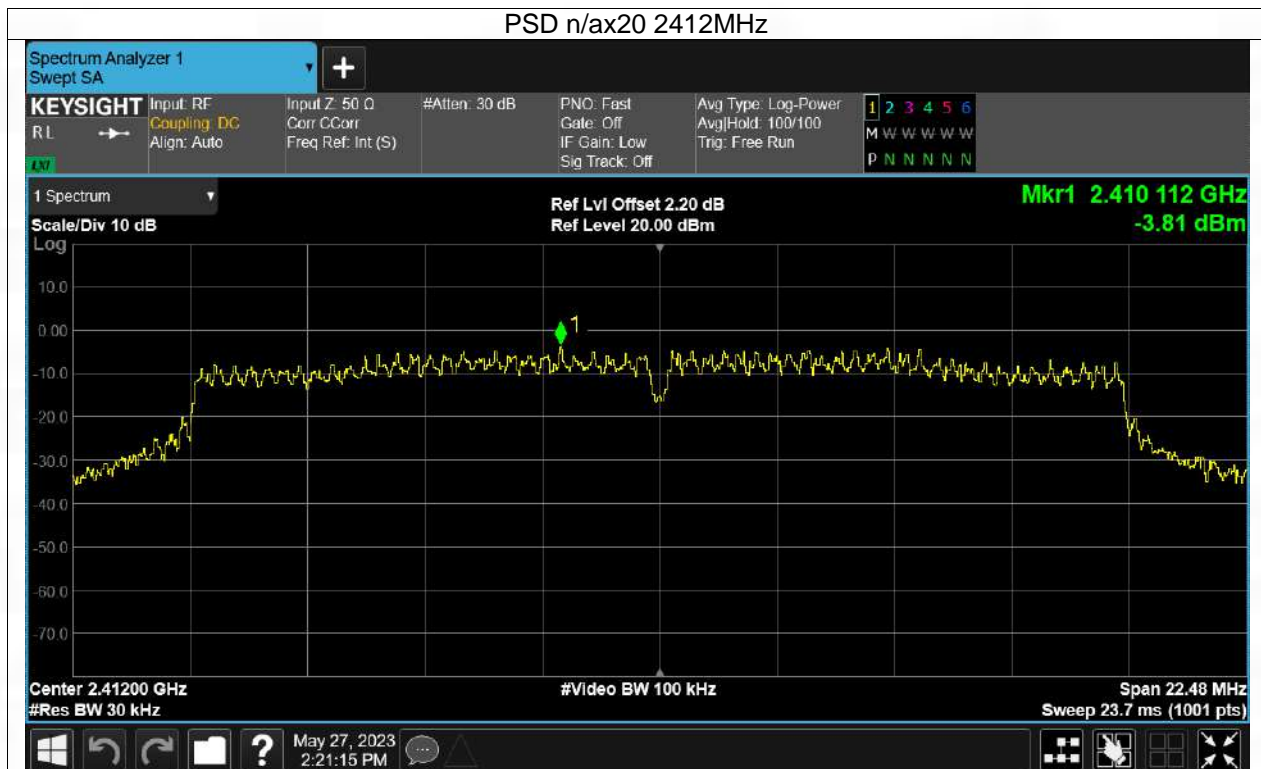 PSD n/ax20 2412MHz
Spectrum Analyzer 1
Swept SA
+
KEYSIGHT
RL
LXI
Input: RF
Coupling: DC
Align: Auto
Input Z: 50 Ω
Corr CCorr
Freq Ref: Int (S)
#Atten: 30 dB
PNO: Fast
Gate: Off
IF Gain: Low
Sig Track: Off
Avg Type: Log-Power
Avg|Hold: 100/100
Trig: Free Run
1 2 3 4 5 6
M W W W W W
P N N N N N
1 Spectrum
Scale/Div 10 dB
Ref Lvl Offset 2.20 dB
Ref Level 20.00 dBm
Mkr1 2.410 112 GHz
-3.81 dBm
Log
10.0
0.00
-10.0
-20.0
-30.0
-40.0
-50.0
-60.0
-70.0
1
Center 2.41200 GHz
#Res BW 30 kHz
#Video BW 100 kHz
Span 22.48 MHz
Sweep 23.7 ms (1001 pts)
?
May 27, 2023
2:21:15 PM